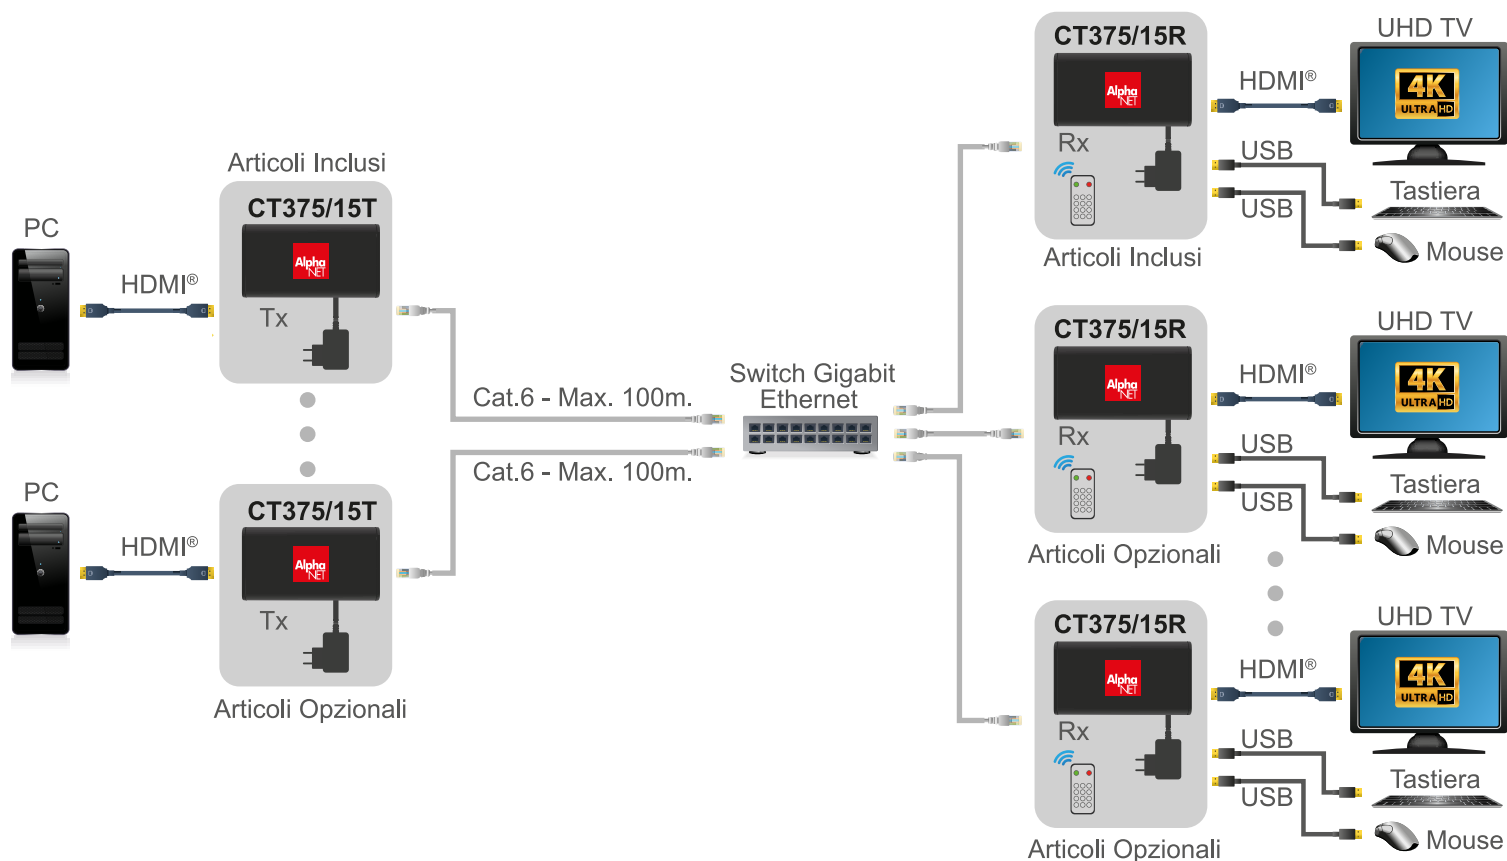 Articoli Inclusi
CT375/15T
Alpha
NET
Tx
PC
HDMI®
PC
HDMI®
CT375/15T
Alpha
NET
Tx
Articoli Opzionali
Cat.6 - Max. 100m.
Cat.6 - Max. 100m.
Switch Gigabit
Ethernet
CT375/15R
Alpha
NET
Rx
Articoli Inclusi
HDMI®
USB
USB
UHD TV
4K
ULTRA HD
Tastiera
Mouse
CT375/15R
Alpha
NET
Rx
Articoli Opzionali
HDMI®
USB
USB
UHD TV
4K
ULTRA HD
Tastiera
Mouse
CT375/15R
Alpha
NET
Rx
Articoli Opzionali
HDMI®
USB
USB
UHD TV
4K
ULTRA HD
Tastiera
Mouse